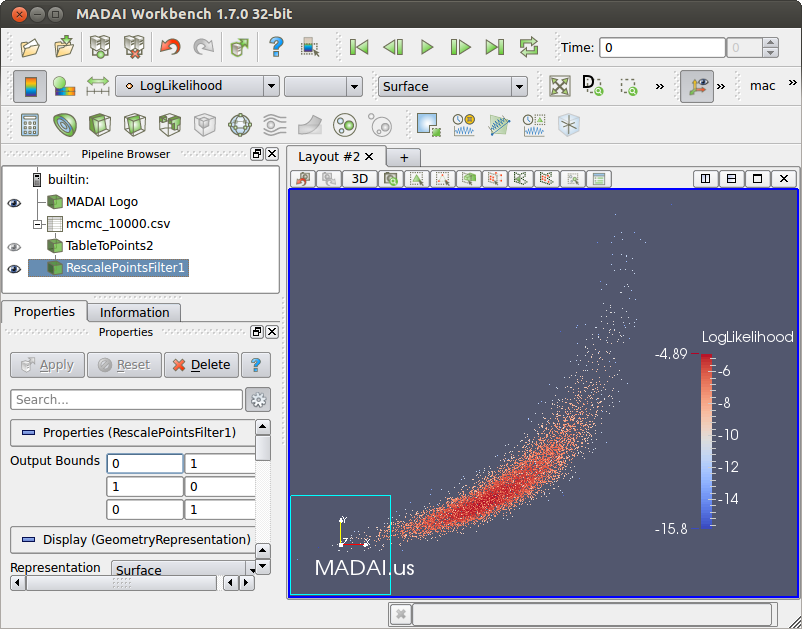 MADAI Workbench 1.7.0 32-bit
? Time: 0 0
LogLikelihood Surface D » » mac »
Pipeline Browser
Layout #2 × +
builtin:
3D
MADAI Logo
mcmc_10000.csv
TableToPoints2
RescalePointsFilter1
Properties Information
Properties
Apply Reset Delete ?
Search...
Properties (RescalePointsFilter1)
Output Bounds 0 1
1 0
0 1
Display (GeometryRepresentation)
Representation Surface
LogLikelihood
-4.89
-6
-8
-10
-12
-14
-15.8
Y
Z X
MADAI.us